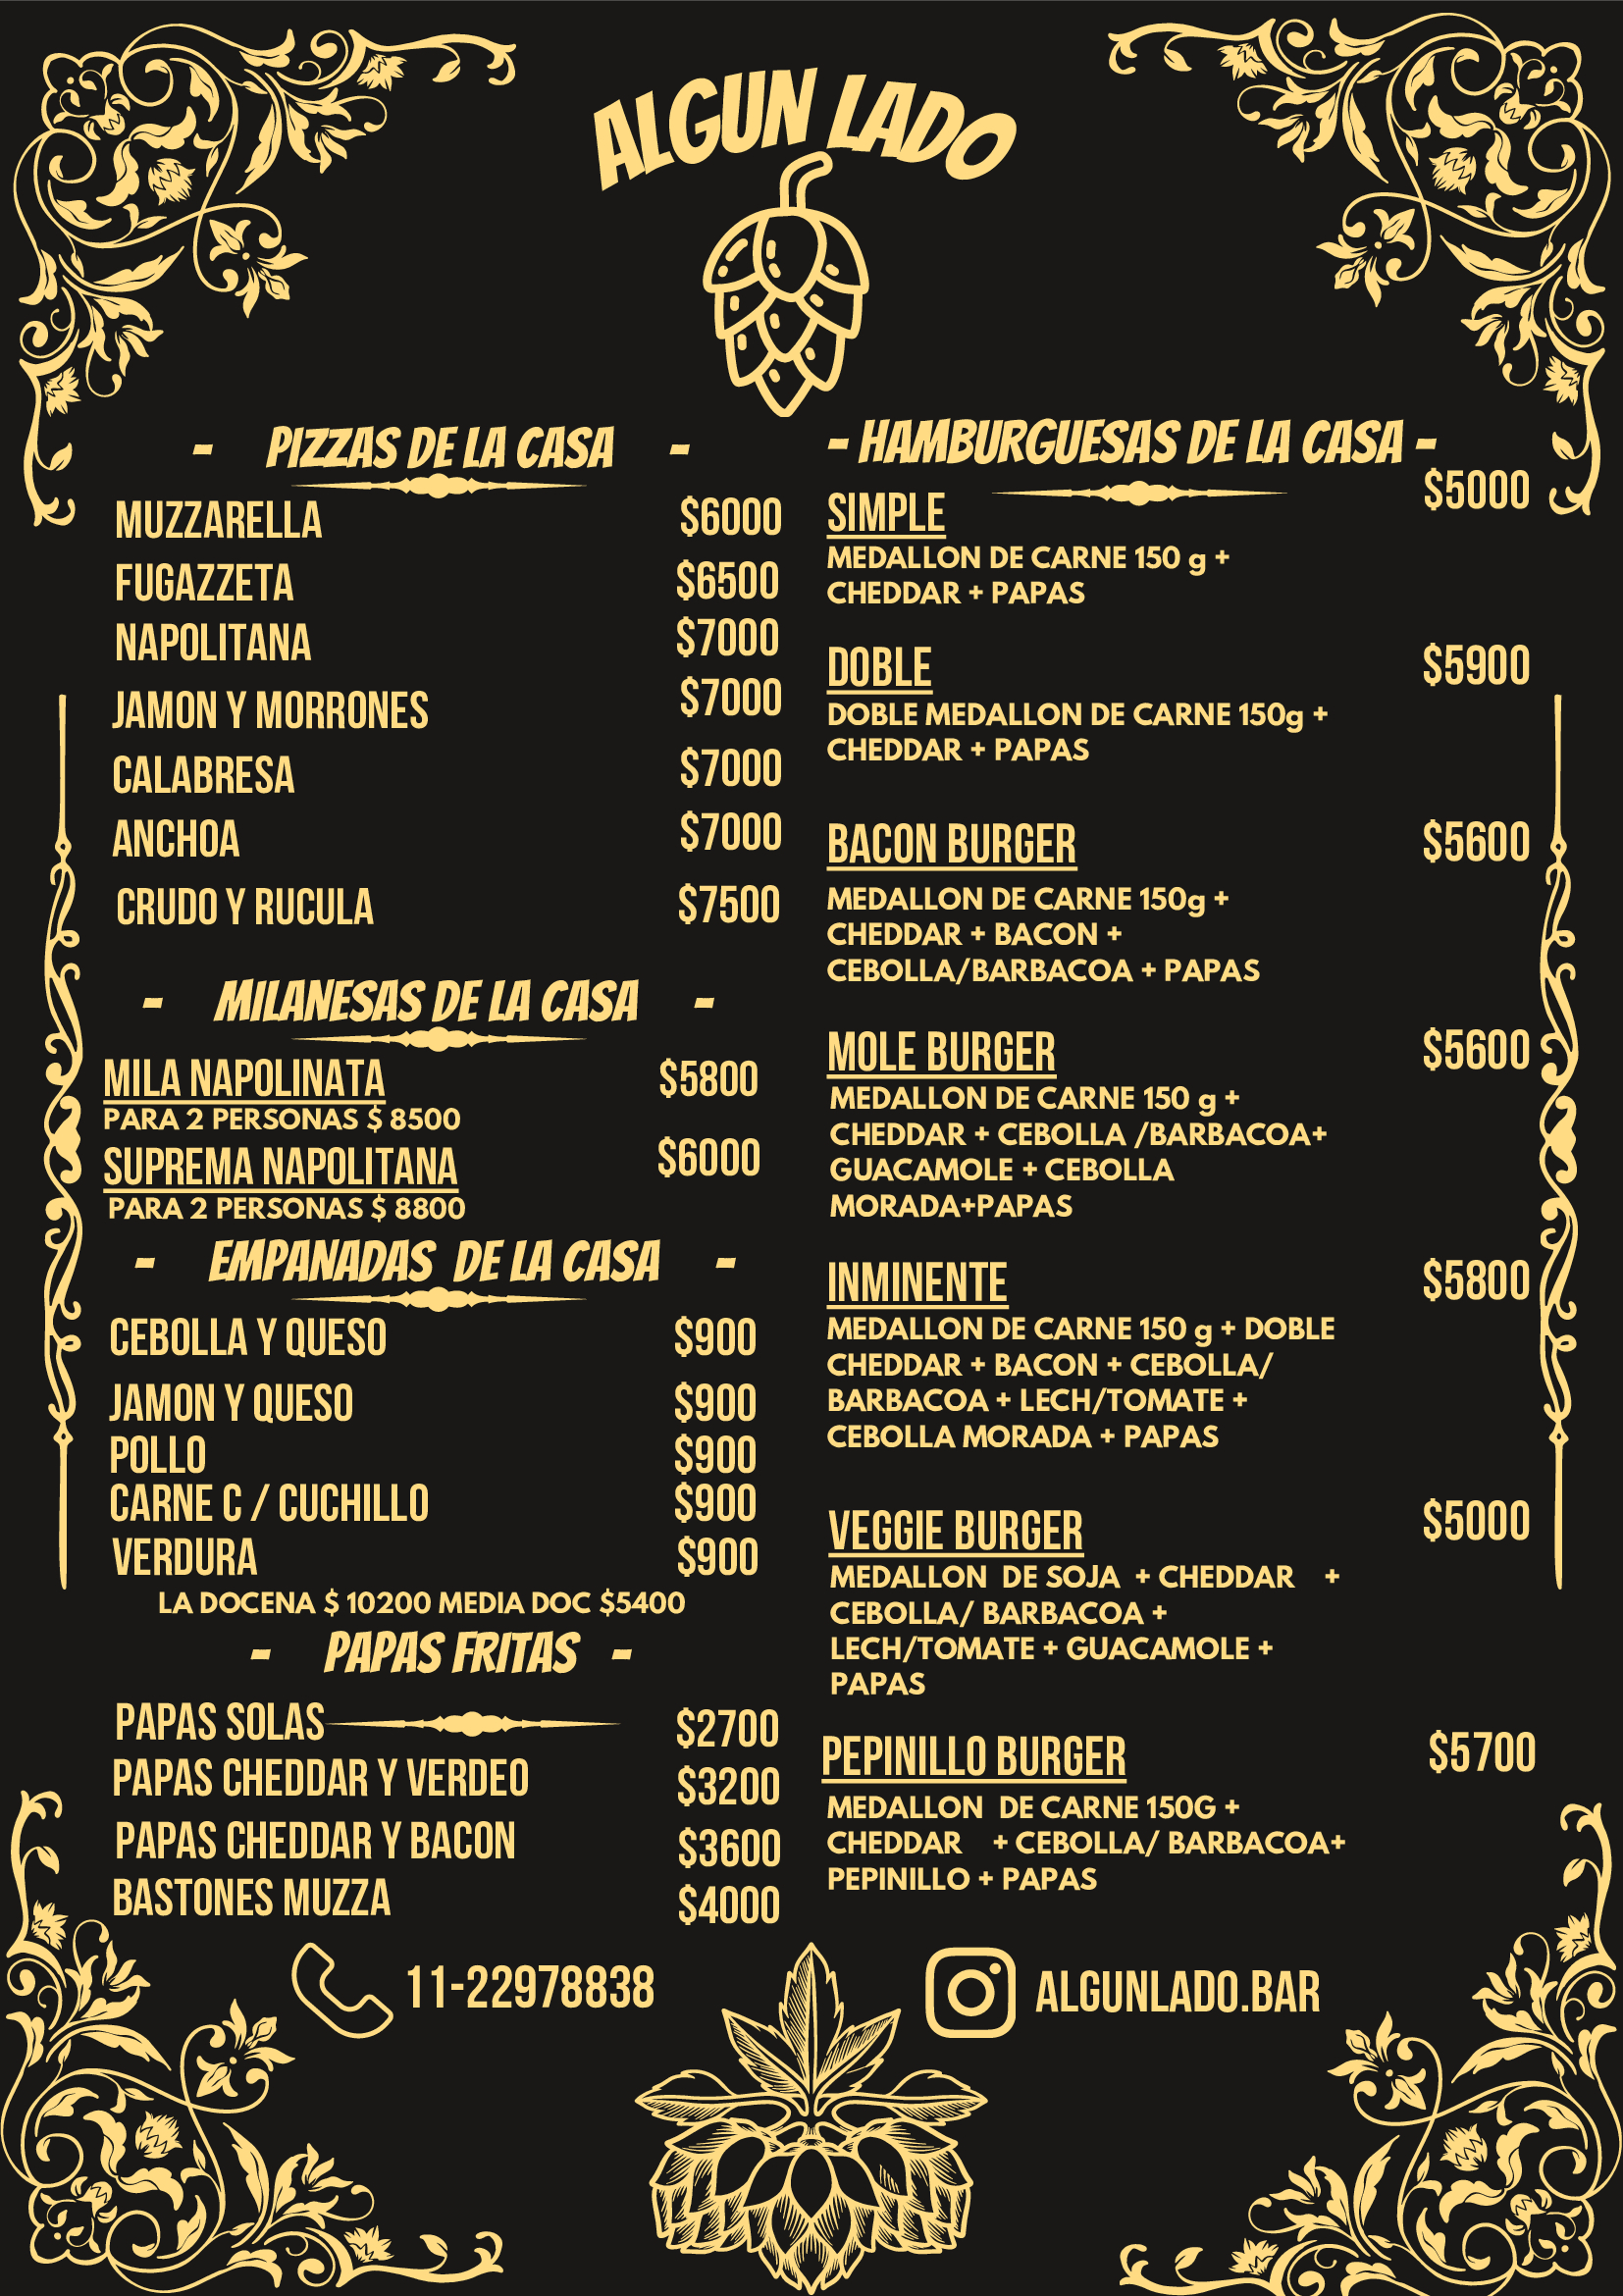 ALGUN LADO
- PIZZAS DE LA CASA -
MUZZARELLA $6000
FUGAZZETA $6500
NAPOLITANA $7000
JAMON Y MORRONES $7000
CALABRESA $7000
ANCHOA $7000
CRUDO Y RUCULA $7500
- MILANESAS DE LA CASA -
MILA NAPOLINATA $5800
PARA 2 PERSONAS $ 8500
SUPREMA NAPOLITANA $6000
PARA 2 PERSONAS $ 8800
- EMPANADAS DE LA CASA -
CEBOLLA Y QUESO $900
JAMON Y QUESO $900
POLLO $900
CARNE C / CUCHILLO $900
VERDURA $900
LA DOCENA $ 10200 MEDIA DOC $5400
- PAPAS FRITAS -
PAPAS SOLAS $2700
PAPAS CHEDDAR Y VERDEO $3200
PAPAS CHEDDAR Y BACON $3600
BASTONES MUZZA $4000
- HAMBURGUESAS DE LA CASA -
SIMPLE $5000
MEDALLON DE CARNE 150 g +
CHEDDAR + PAPAS
DOBLE $5900
DOBLE MEDALLON DE CARNE 150g +
CHEDDAR + PAPAS
BACON BURGER $5600
MEDALLON DE CARNE 150g +
CHEDDAR + BACON +
CEBOLLA/BARBACOA + PAPAS
MOLE BURGER $5600
MEDALLON DE CARNE 150 g +
CHEDDAR + CEBOLLA /BARBACOA+
GUACAMOLE + CEBOLLA
MORADA+PAPAS
INMINENTE $5800
MEDALLON DE CARNE 150 g + DOBLE
CHEDDAR + BACON + CEBOLLA/
BARBACOA + LECH/TOMATE +
CEBOLLA MORADA + PAPAS
VEGGIE BURGER $5000
MEDALLON DE SOJA + CHEDDAR +
CEBOLLA/ BARBACOA +
LECH/TOMATE + GUACAMOLE +
PAPAS
PEPINILLO BURGER $5700
MEDALLON DE CARNE 150G +
CHEDDAR + CEBOLLA/ BARBACOA+
PEPINILLO + PAPAS
11-22978838
ALGUNLADO.BAR